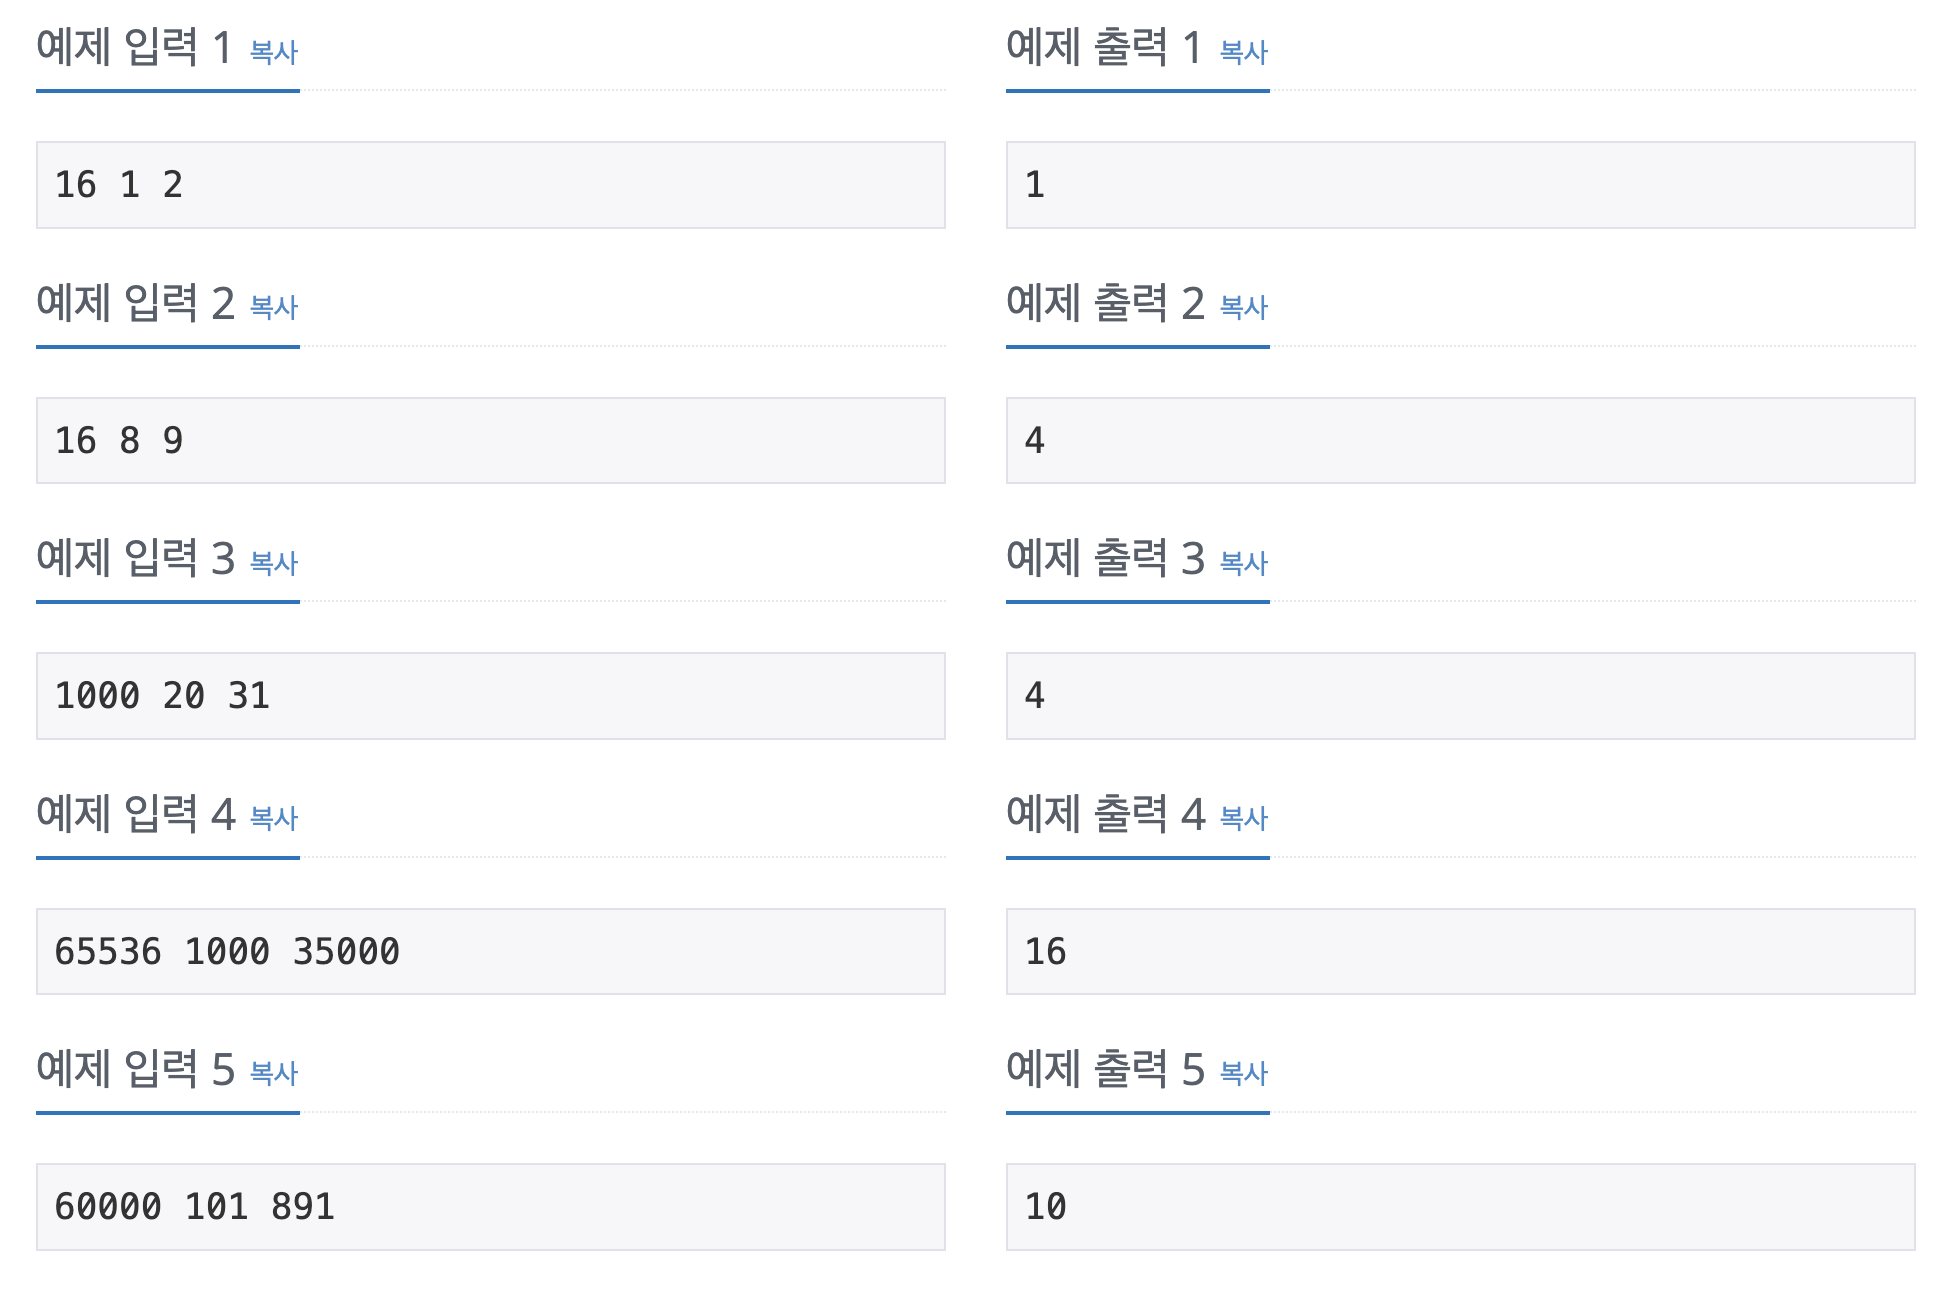 예제 입력 1 복사
예제 출력 1 복사
16 1 2
1
예제 입력 2 복사
예제 출력 2 복사
16 8 9
4
예제 입력 3 복사
예제 출력 3 복사
1000 20 31
4
예제 입력 4 복사
예제 출력 4 복사
65536 1000 35000
16
예제 입력 5 복사
예제 출력 5 복사
60000 101 891
10